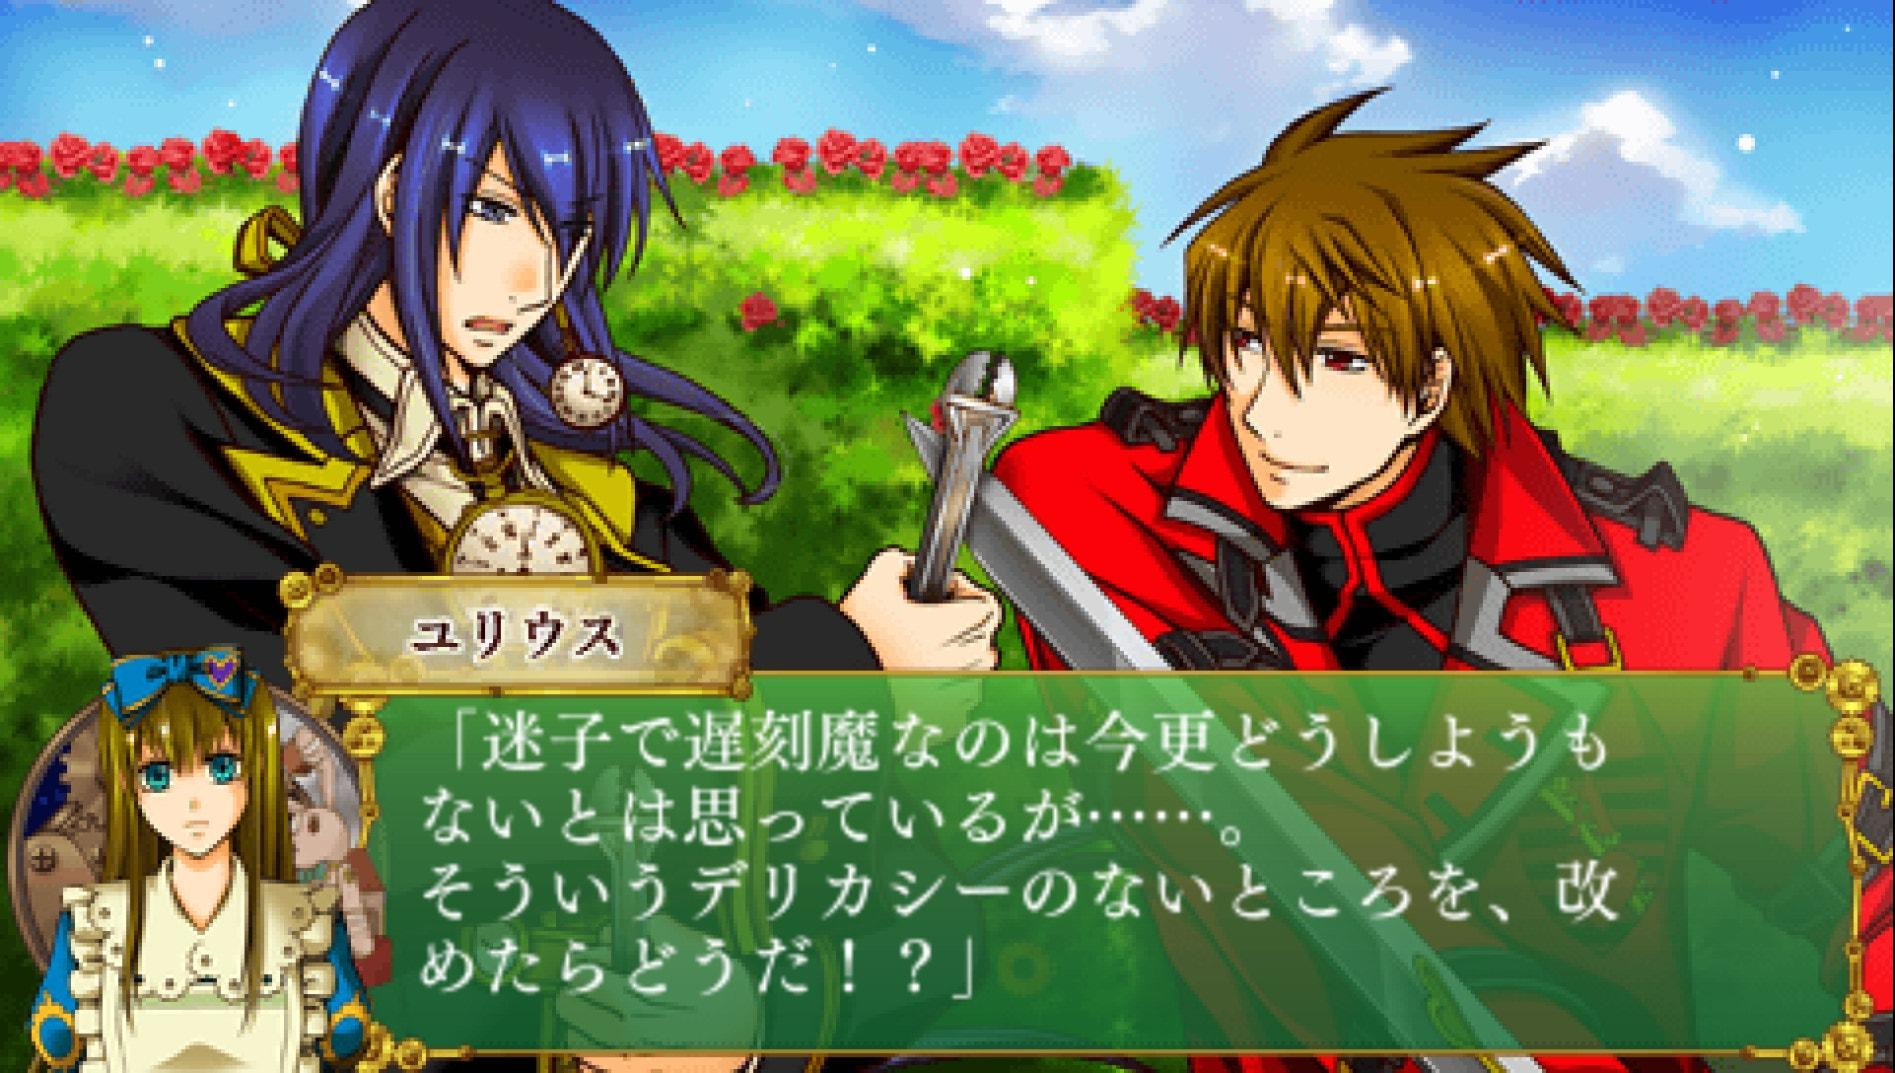 ユリウス
「迷子で遅刻魔なのは今更どうしようも
ないとは思っているが……。
そういうデリカシーのないところを、改
めたらどうだ！？」